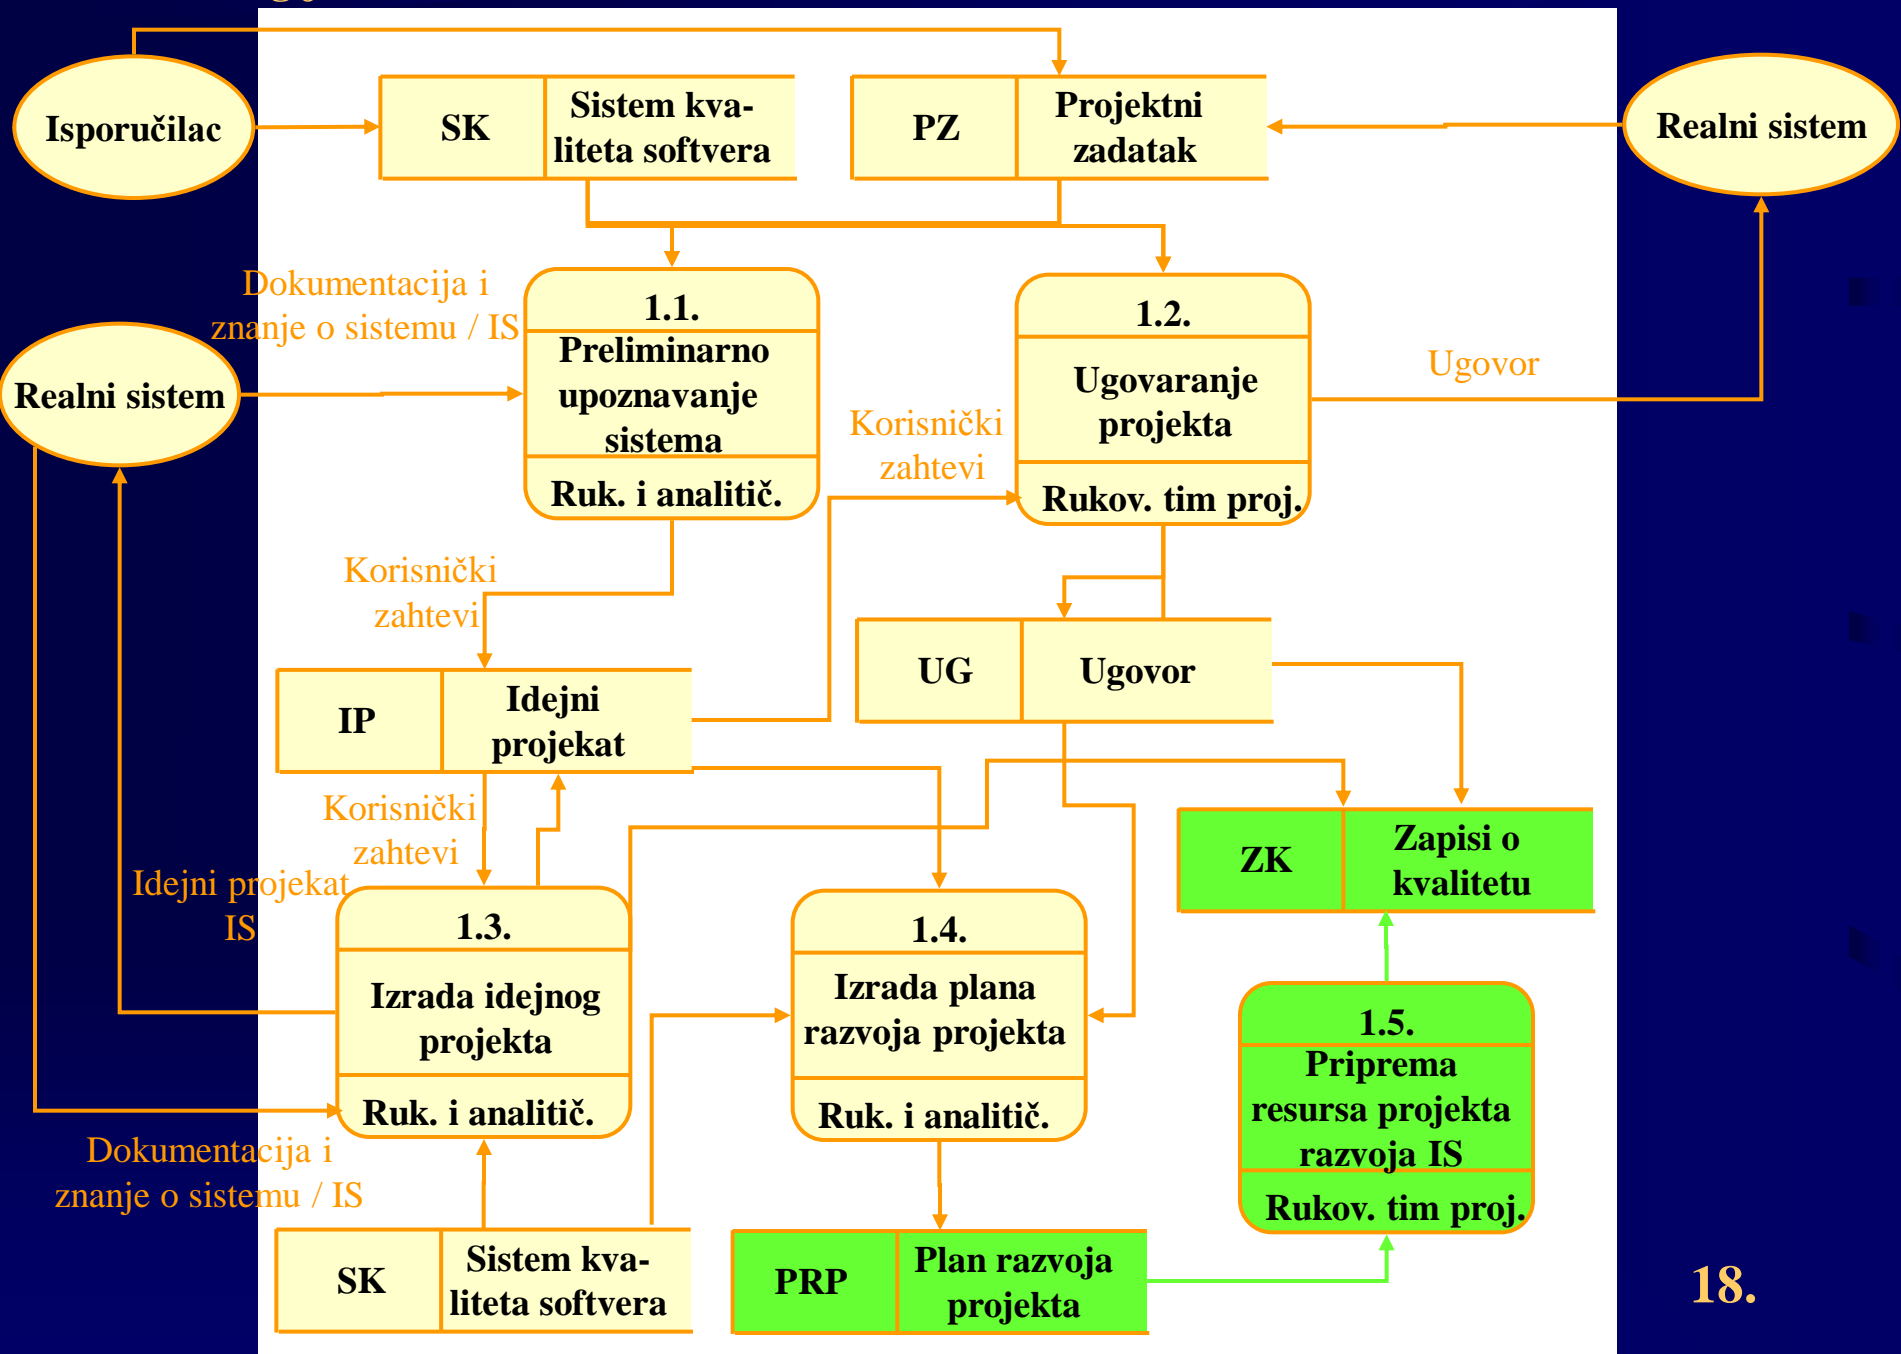 Isporučilac
SK
Sistem kva-
liteta softvera
PZ
Projektni
zadatak
Realni sistem
Dokumentacija i
znanje o sistemu / IS
1.1.
Preliminarno
upoznavanje
sistema
Ruk. i analitič.
1.2.
Ugovaranje
projekta
Rukov. tim proj.
Ugovor
Realni sistem
Korisnički
zahtevi
Korisnički
zahtevi
UG
Ugovor
IP
Idejni
projekat
Korisnički
zahtevi
ZK
Zapisi o
kvalitetu
Idejni projekat
IS
1.3.
Izrada idejnog
projekta
Ruk. i analitič.
1.4.
Izrada plana
razvoja projekta
Ruk. i analitič.
1.5.
Priprema
resursa projekta
razvoja IS
Rukov. tim proj.
Dokumentacija i
znanje o sistemu / IS
SK
Sistem kva-
liteta softvera
PRP
Plan razvoja
projekta
18.